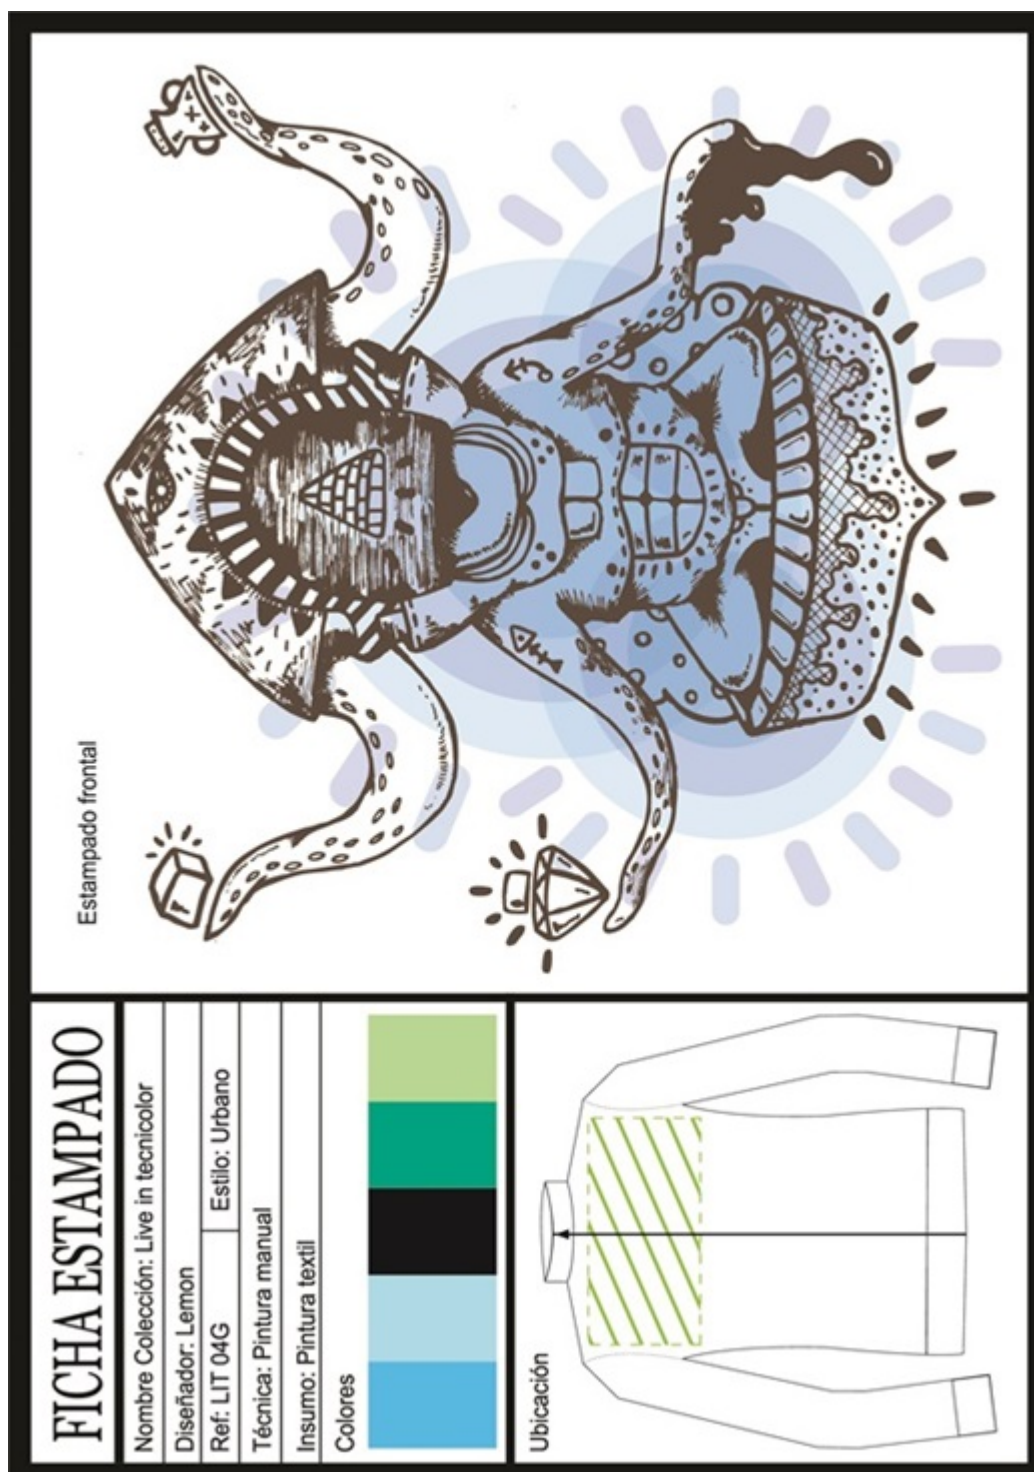 FICHA ESTAMPADO
Nombre Colección: Live in tecnicolor
Diseñador: Lemon
Ref: LIT 04G
Estilo: Urbano
Técnica: Pintura manual
Insumo: Pintura textil
Colores
Ubicación
Estampado frontal